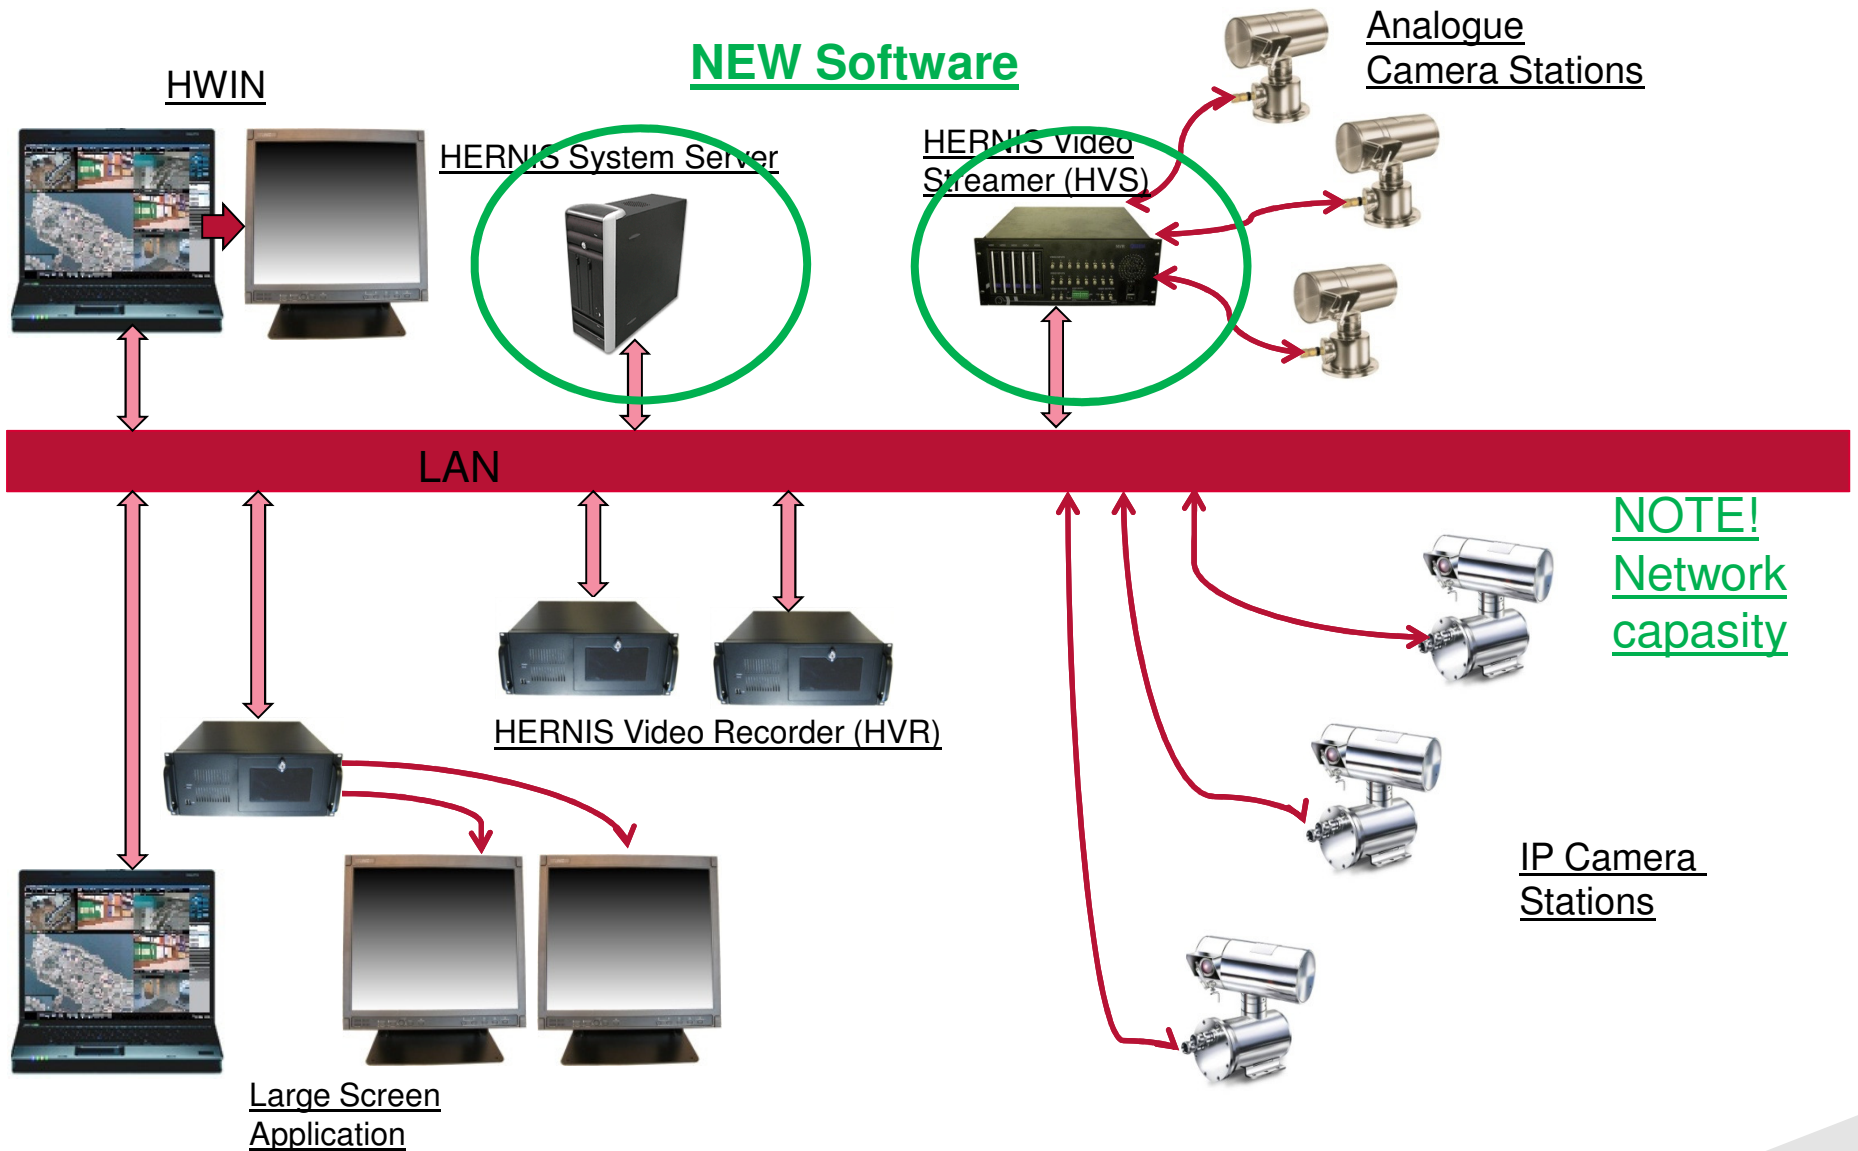 NEW Software
Analogue
Camera Stations
HWIN
HERNIS System Server
HERNIS Video
Streamer (HVS)
LAN
NOTE!
Network
capasity
HERNIS Video Recorder (HVR)
IP Camera
Stations
Large Screen
Application